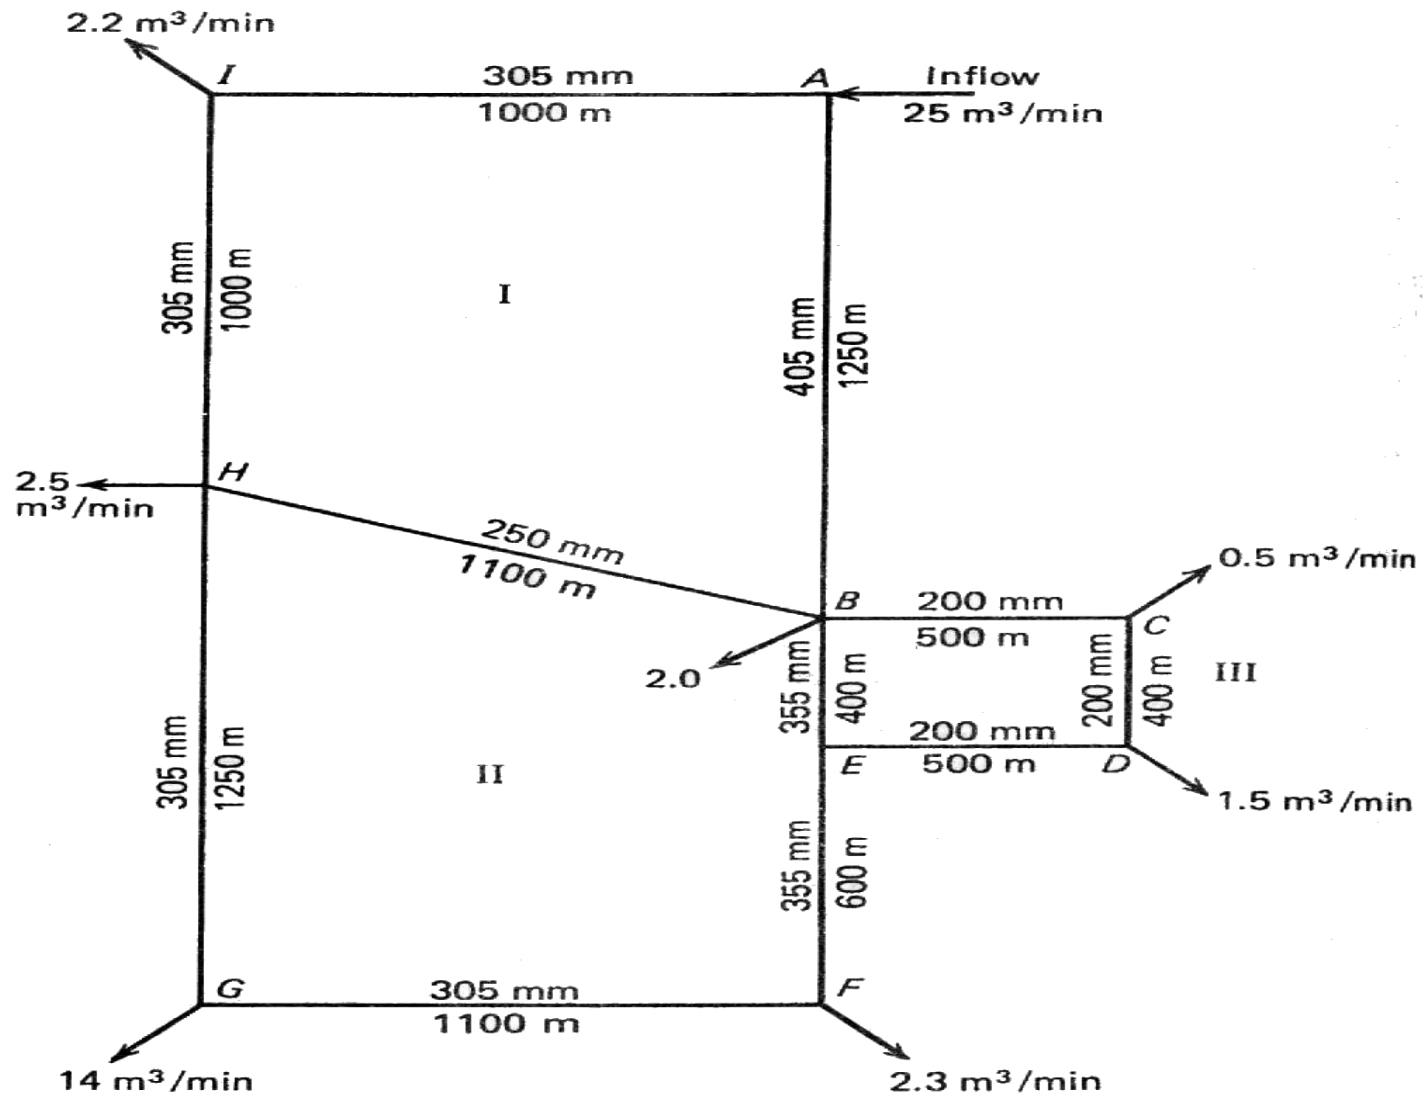 2.2 m³/min
I
305 mm
A
Inflow
1000 m
25 m³/min
305 mm
1000 m
I
405 mm
1250 m
2.5
m³/min
H
250 mm
1100 m
B
200 mm
500 m
0.5 m³/min
C
2.0
355 mm
400 m
200 mm
400 m
III
200 mm
500 m
E
D
1.5 m³/min
305 mm
1250 m
II
355 mm
600 m
G
305 mm
1100 m
F
14 m³/min
2.3 m³/min